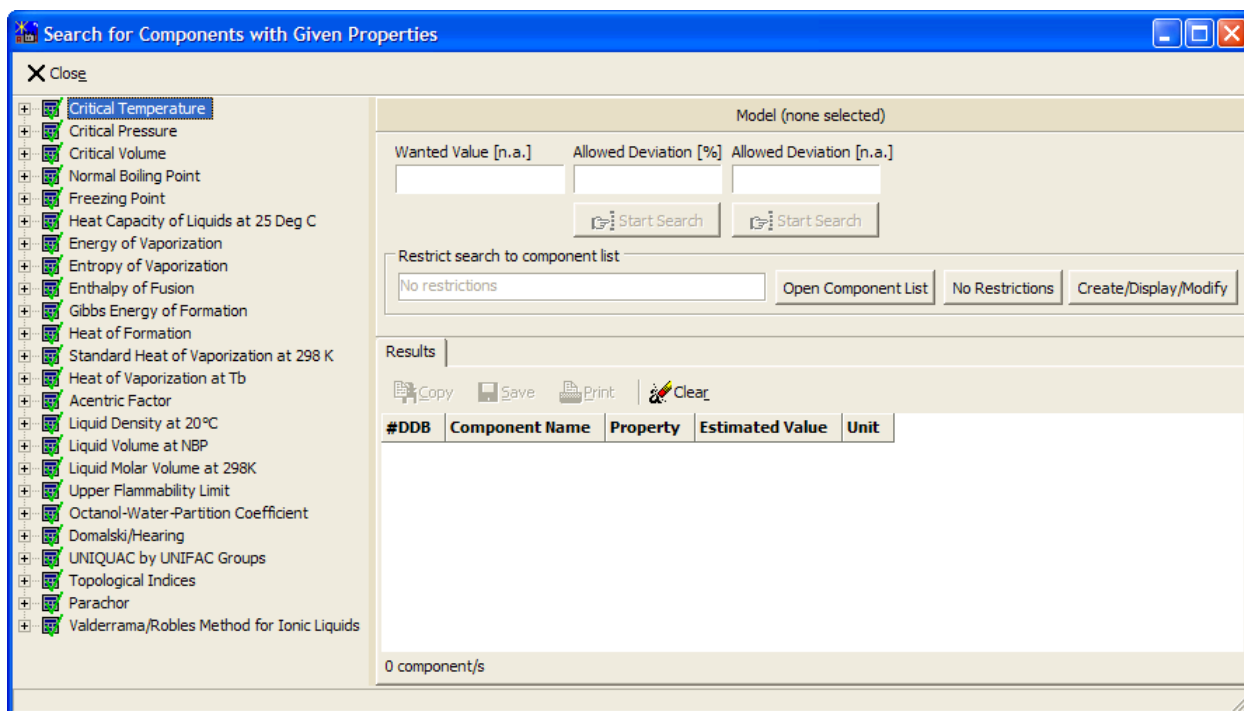 Search for Components with Given Properties
Close
Critical Temperature
Critical Pressure
Critical Volume
Normal Boiling Point
Freezing Point
Heat Capacity of Liquids at 25 Deg C
Energy of Vaporization
Entropy of Vaporization
Enthalpy of Fusion
Gibbs Energy of Formation
Heat of Formation
Standard Heat of Vaporization at 298 K
Heat of Vaporization at Tb
Acentric Factor
Liquid Density at 20°C
Liquid Volume at NBP
Liquid Molar Volume at 298K
Upper Flammability Limit
Octanol-Water-Partition Coefficient
Domalski/Hearing
UNIQUAC by UNIFAC Groups
Topological Indices
Parachor
Valderrama/Robles Method for Ionic Liquids
Model (none selected)
Wanted Value [n.a.] Allowed Deviation [%] Allowed Deviation [n.a.]
Start Search Start Search
Restrict search to component list
No restrictions Open Component List No Restrictions Create/Display/Modify
Results
Copy Save Print Clear
#DDB Component Name Property Estimated Value Unit
0 component/s